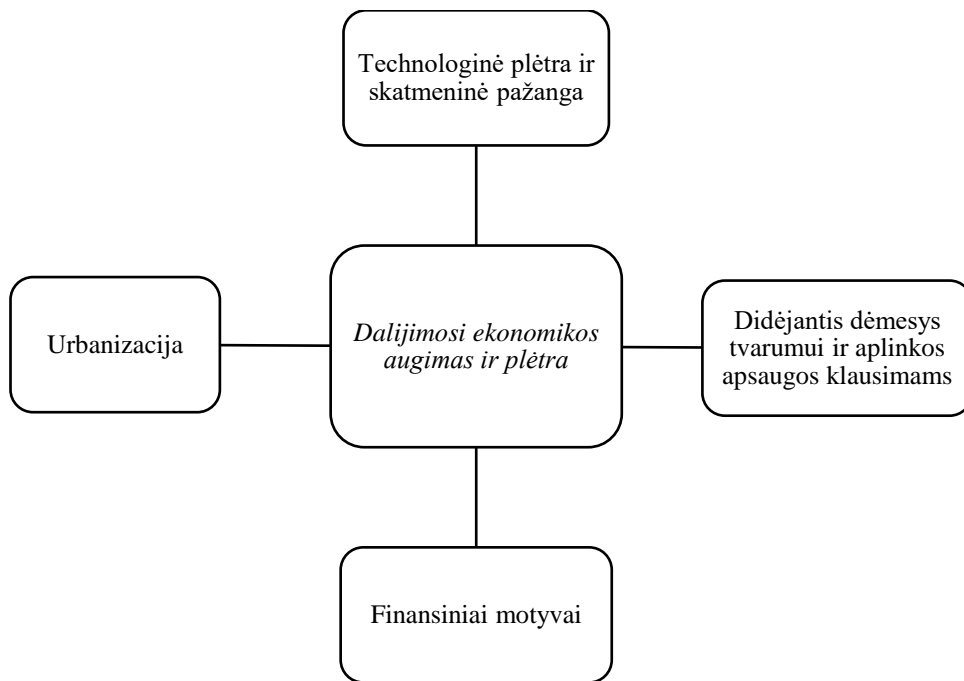 Technologinė plėtra ir
skatmeninė pažanga
Urbanizacija
Dalijimosi ekonomikos
augimas ir plėtra
Didėjantis dėmesys
tvarumui ir aplinkos
apsaugos klausimams
Finansiniai motyvai